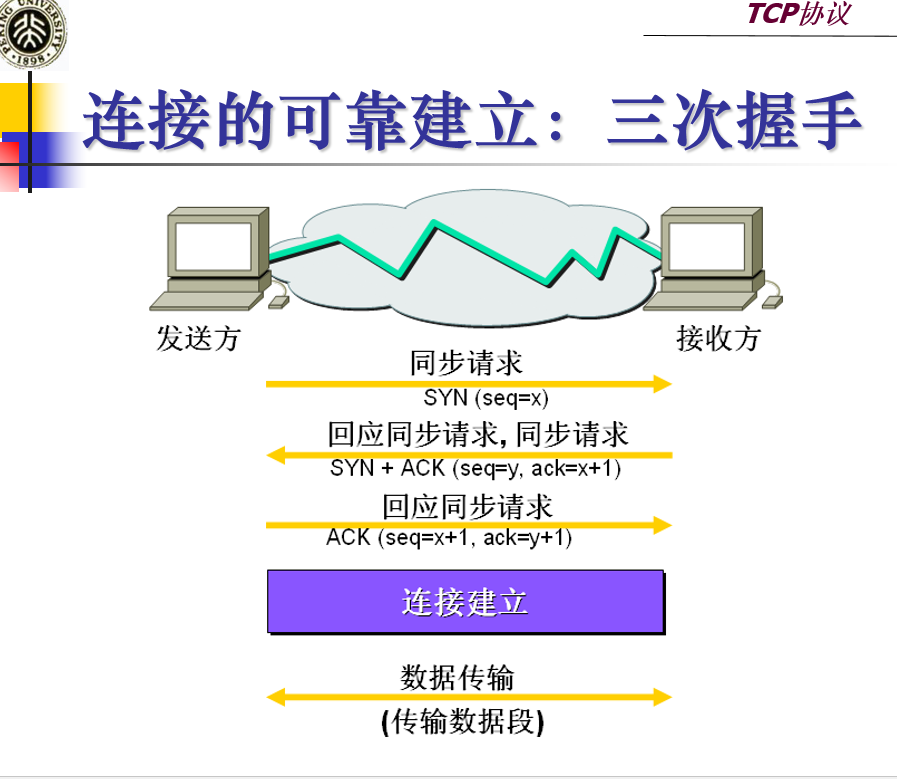 PEKING UNIVERSITY
1898
TCP协议
连接的可靠建立：三次握手
发送方
接收方
同步请求
SYN (seq=x)
回应同步请求, 同步请求
SYN + ACK (seq=y, ack=x+1)
回应同步请求
ACK (seq=x+1, ack=y+1)
连接建立
数据传输
(传输数据段)